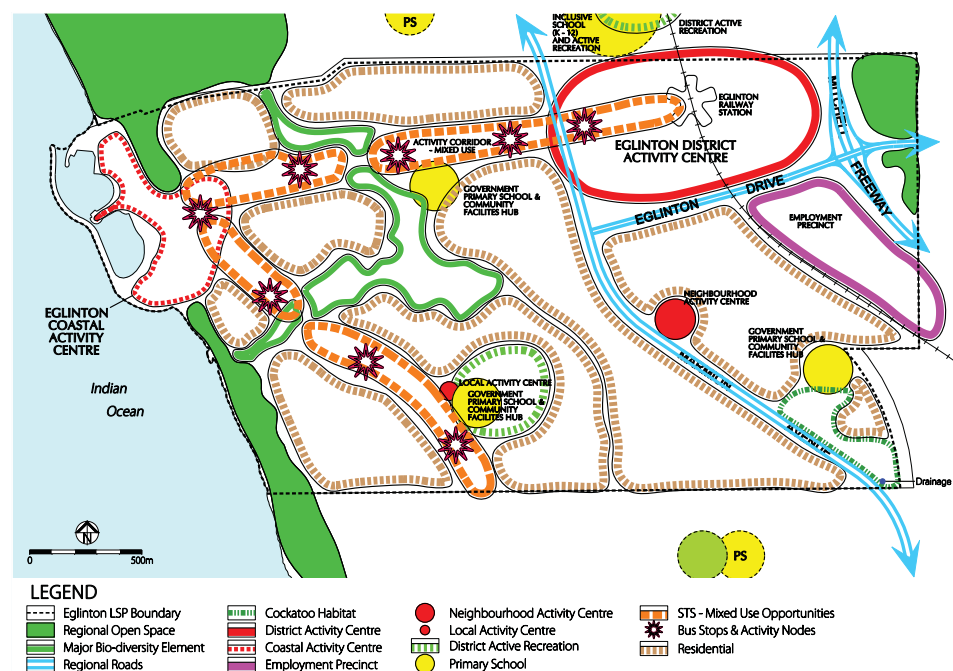 PS
INCLUSIVE
SCHOOL
(K - 12)
AND ACTIVE
RECREATION
DISTRICT ACTIVE
RECREATION
EGLINTON
RAILWAY
STATION
ACTIVITY CORRIDOR
- MIXED USE
EGLINTON DISTRICT
ACTIVITY CENTRE
MITCHELL
FREEWAY
GOVERNMENT
PRIMARY SCHOOL &
COMMUNITY
FACILITES HUB
EGLINTON DRIVE
EMPLOYMENT
PRECINCT
NEIGHBOURHOOD
ACTIVITY CENTRE
EGLINTON
COASTAL
ACTIVITY
CENTRE
GOVERNMENT
PRIMARY SCHOOL &
COMMUNITY
FACILITES HUB
MARMION
AVENUE
Indian
Ocean
LOCAL ACTIVITY CENTRE
GOVERNMENT
PRIMARY SCHOOL &
COMMUNITY
FACILITES HUB
Drainage
N
0 500m
PS
LEGEND
Eglinton LSP Boundary
Regional Open Space
Major Bio-diversity Element
Regional Roads
Cockatoo Habitat
District Activity Centre
Coastal Activity Centre
Employment Precinct
Neighbourhood Activity Centre
Local Activity Centre
District Active Recreation
Primary School
STS - Mixed Use Opportunities
Bus Stops & Activity Nodes
Residential